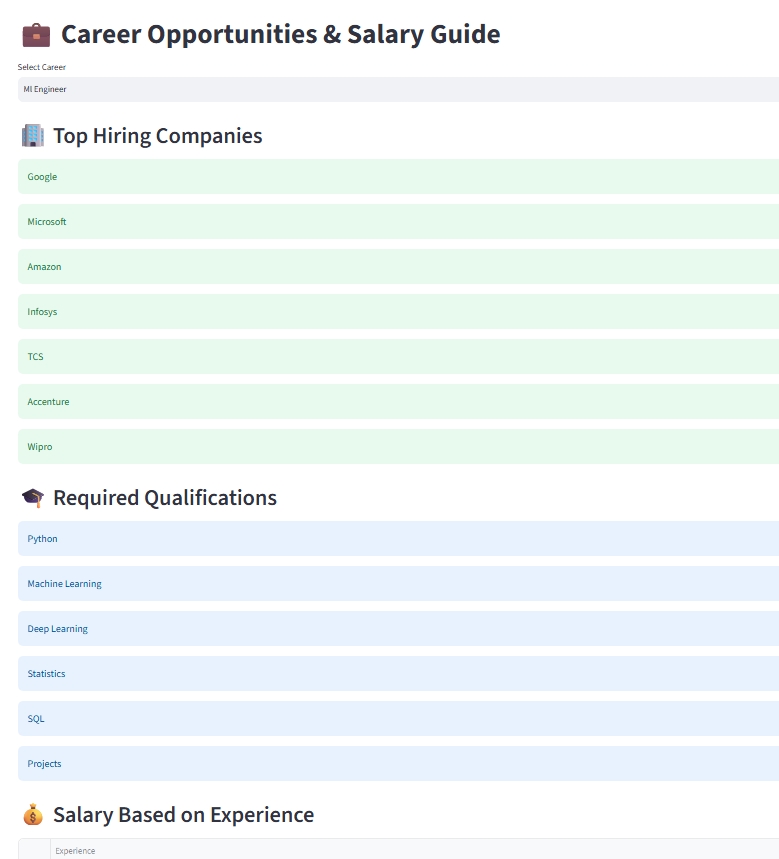 Career Opportunities & Salary Guide
Select Career
Ml Engineer
Top Hiring Companies
Google
Microsoft
Amazon
Infosys
TCS
Accenture
Wipro
Required Qualifications
Python
Machine Learning
Deep Learning
Statistics
SQL
Projects
Salary Based on Experience
Experience